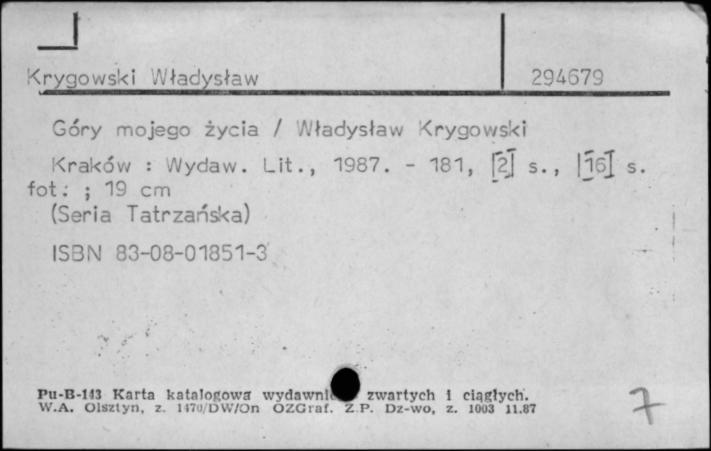 Krygowski Władysław 294679
Góry mojego życia / Władysław Krygowski
Kraków : Wydaw. Lit., 1987. - 181, [2] s., [16] s.
fot. ; 19 cm
(Seria Tatrzańska)
ISBN 83-08-01851-3
Pu-B-143 Karta katalogowa zwartych i ciągłych.
W.A. Olsztyn, z. 1470/DW/On OZGraf. Z.P. Dz-wo, z. 1003 11.87
7